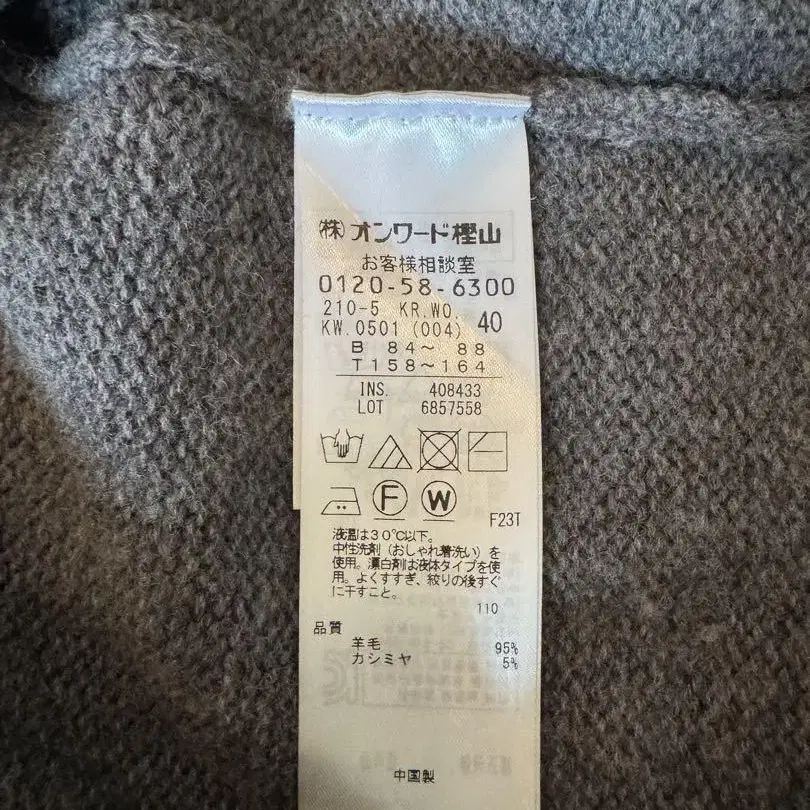 ㈱オンワード樫山
お客様相談室
0120-58-6300
210-5 KR.WO.
KW.0501 (004) 40
B 84〜 88
T 158〜164
INS. 408433
LOT 6857558
F W
F23T
液温は30℃以下。
中性洗剤（おしゃれ着洗い）を
使用。漂白剤は液体タイプを使
用。よくすすぎ、絞りの後すぐ
に干すこと。
110
品質
羊毛 95%
カシミヤ 5%
中国製